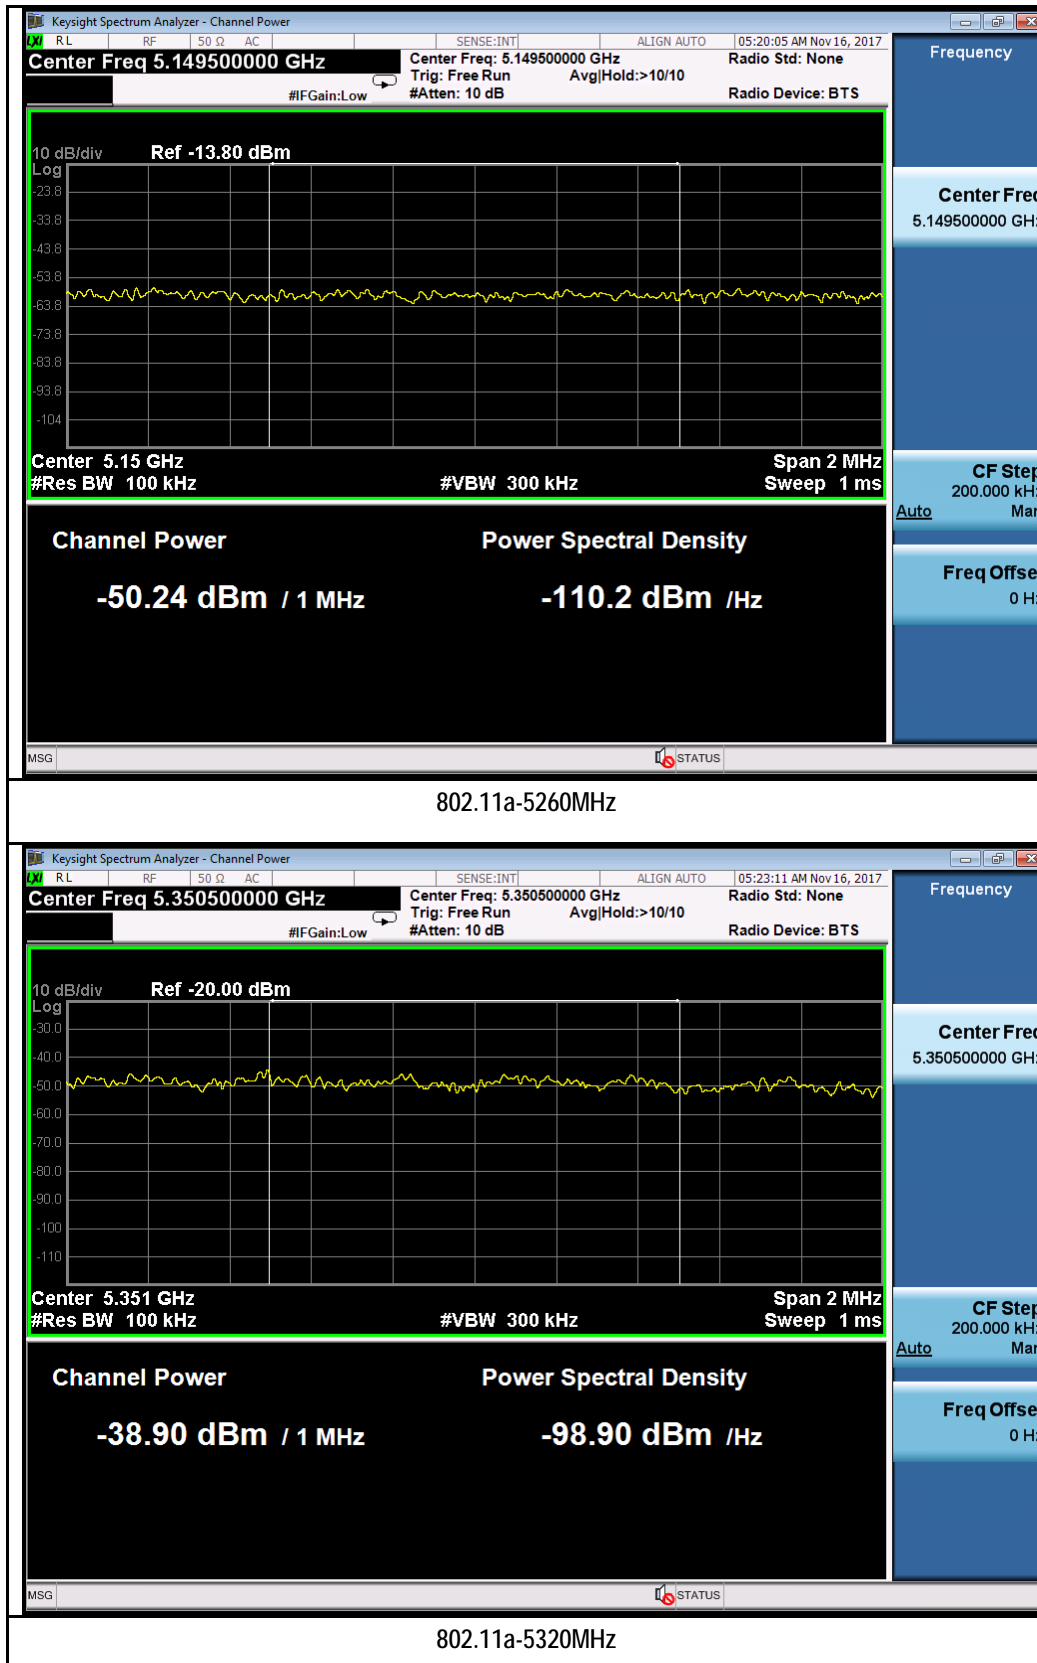 Keysight Spectrum Analyzer - Channel Power
LXI RL RF 50 Ω AC SENSE:INT ALIGN AUTO 05:20:05 AM Nov 16, 2017
Center Freq 5.149500000 GHz
Center Freq: 5.149500000 GHz
Radio Std: None
Trig: Free Run Avg|Hold:>10/10
#IFGain:Low #Atten: 10 dB Radio Device: BTS
Frequency
10 dB/div Ref -13.80 dBm
Log
-23.8
-33.8
-43.8
-53.8
-63.8
-73.8
-83.8
-93.8
-104
Center 5.15 GHz Span 2 MHz
#Res BW 100 kHz #VBW 300 kHz Sweep 1 ms
Center Freq
5.149500000 GHz
CF Step
200.000 kHz
Auto Man
Freq Offset
0 Hz
Channel Power Power Spectral Density
-50.24 dBm / 1 MHz -110.2 dBm /Hz
MSG STATUS
802.11a-5260MHz
Keysight Spectrum Analyzer - Channel Power
LXI RL RF 50 Ω AC SENSE:INT ALIGN AUTO 05:23:11 AM Nov 16, 2017
Center Freq 5.350500000 GHz
Center Freq: 5.350500000 GHz
Radio Std: None
Trig: Free Run Avg|Hold:>10/10
#IFGain:Low #Atten: 10 dB Radio Device: BTS
Frequency
10 dB/div Ref -20.00 dBm
Log
-30.0
-40.0
-50.0
-60.0
-70.0
-80.0
-90.0
-100
-110
Center 5.351 GHz Span 2 MHz
#Res BW 100 kHz #VBW 300 kHz Sweep 1 ms
Center Freq
5.350500000 GHz
CF Step
200.000 kHz
Auto Man
Freq Offset
0 Hz
Channel Power Power Spectral Density
-38.90 dBm / 1 MHz -98.90 dBm /Hz
MSG STATUS
802.11a-5320MHz